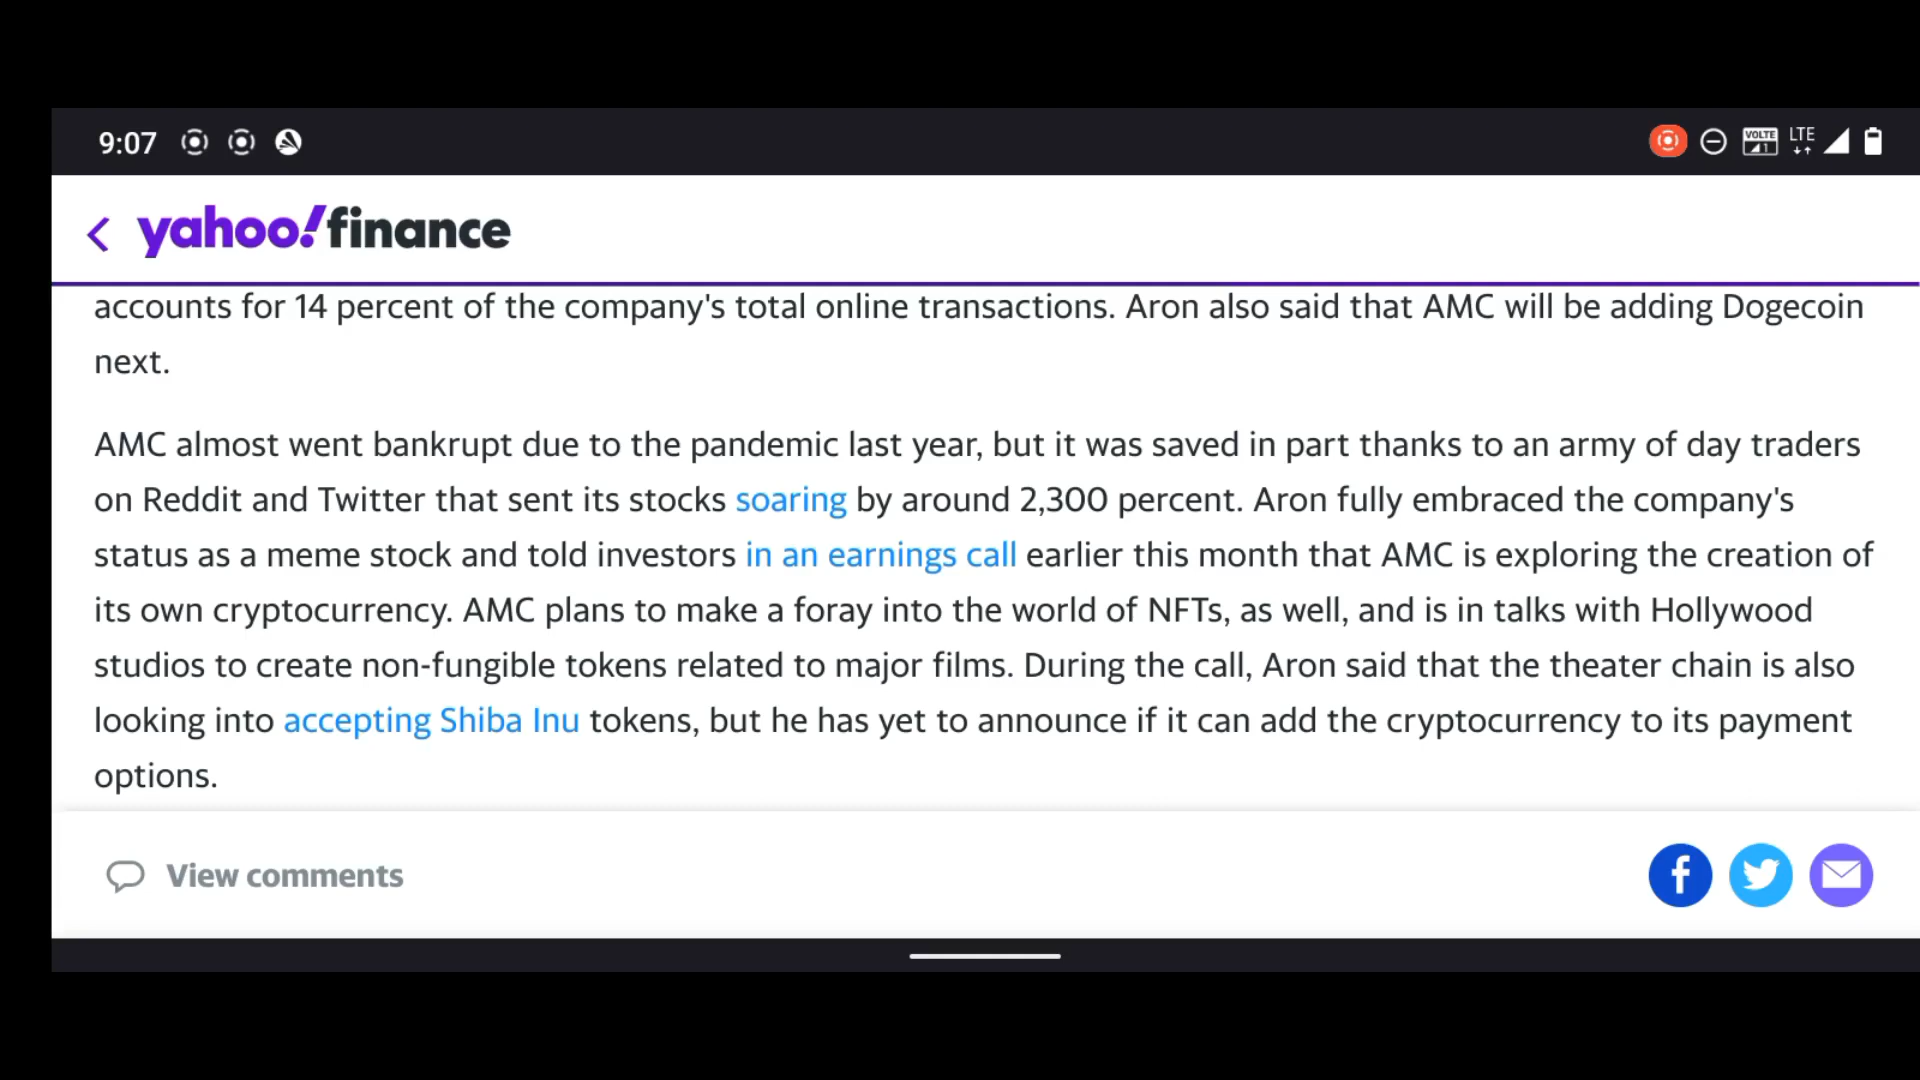 9:07
VOLTE
1
LTE
yahoo!finance
accounts for 14 percent of the company's total online transactions. Aron also said that AMC will be adding Dogecoin
next.
AMC almost went bankrupt due to the pandemic last year, but it was saved in part thanks to an army of day traders
on Reddit and Twitter that sent its stocks soaring by around 2,300 percent. Aron fully embraced the company's
status as a meme stock and told investors in an earnings call earlier this month that AMC is exploring the creation of
its own cryptocurrency. AMC plans to make a foray into the world of NFTs, as well, and is in talks with Hollywood
studios to create non-fungible tokens related to major films. During the call, Aron said that the theater chain is also
looking into accepting Shiba Inu tokens, but he has yet to announce if it can add the cryptocurrency to its payment
options.
View comments